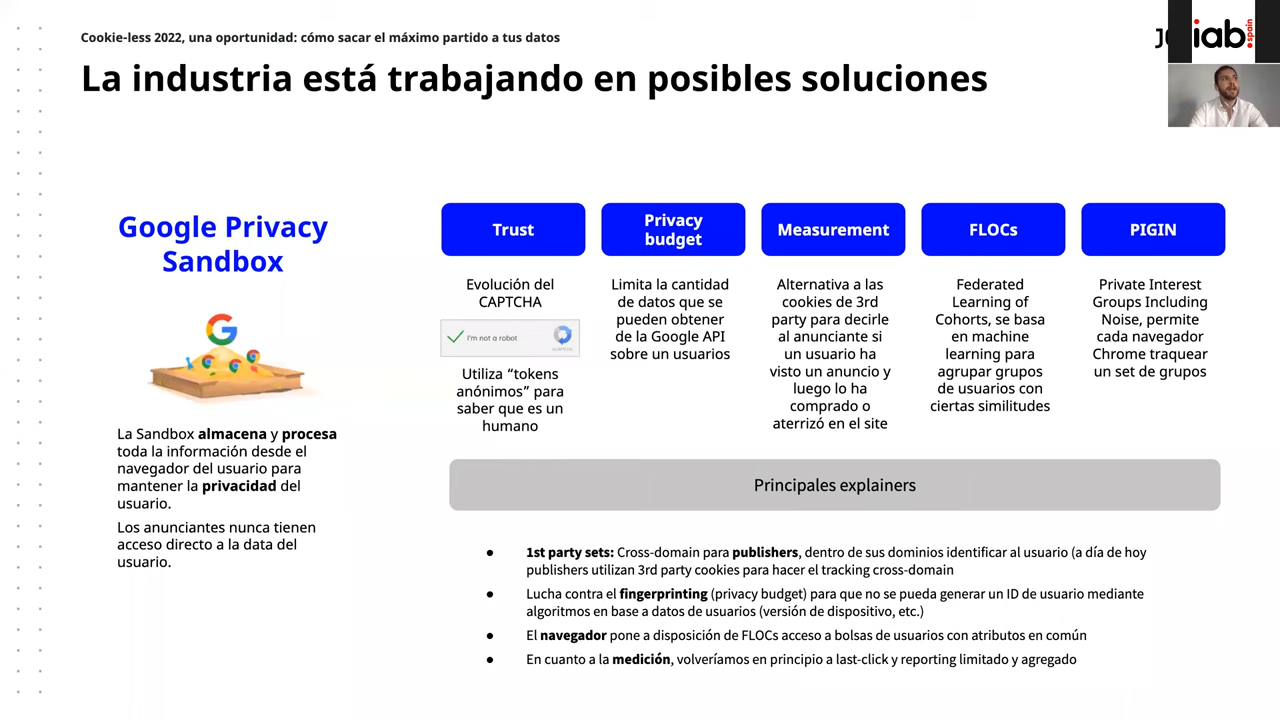 Cookie-less 2022, una oportunidad: cómo sacar el máximo partido a tus datos
La industria está trabajando en posibles soluciones
iab
spain
Google Privacy
Sandbox
La Sandbox almacena y procesa
toda la información desde el
navegador del usuario para
mantener la privacidad del
usuario.
Los anunciantes nunca tienen
acceso directo a la data del
usuario.
Trust
Evolución del
CAPTCHA
I'm not a robot
Utiliza “tokens
anónimos” para
saber que es un
humano
Privacy
budget
Limita la cantidad
de datos que se
pueden obtener
de la Google API
sobre un usuarios
Measurement
Alternativa a las
cookies de 3rd
party para decirle
al anunciante si
un usuario ha
visto un anuncio y
luego lo ha
comprado o
aterrizó en el site
FLOCs
Federated
Learning of
Cohorts, se basa
en machine
learning para
agrupar grupos
de usuarios con
ciertas similitudes
PIGIN
Private Interest
Groups Including
Noise, permite
cada navegador
Chrome traquear
un set de grupos
Principales explainers
● 1st party sets: Cross-domain para publishers, dentro de sus dominios identificar al usuario (a día de hoy
publishers utilizan 3rd party cookies para hacer el tracking cross-domain
● Lucha contra el fingerprinting (privacy budget) para que no se pueda generar un ID de usuario mediante
algoritmos en base a datos de usuarios (versión de dispositivo, etc.)
● El navegador pone a disposición de FLOCs acceso a bolsas de usuarios con atributos en común
● En cuanto a la medición, volveríamos en principio a last-click y reporting limitado y agregado